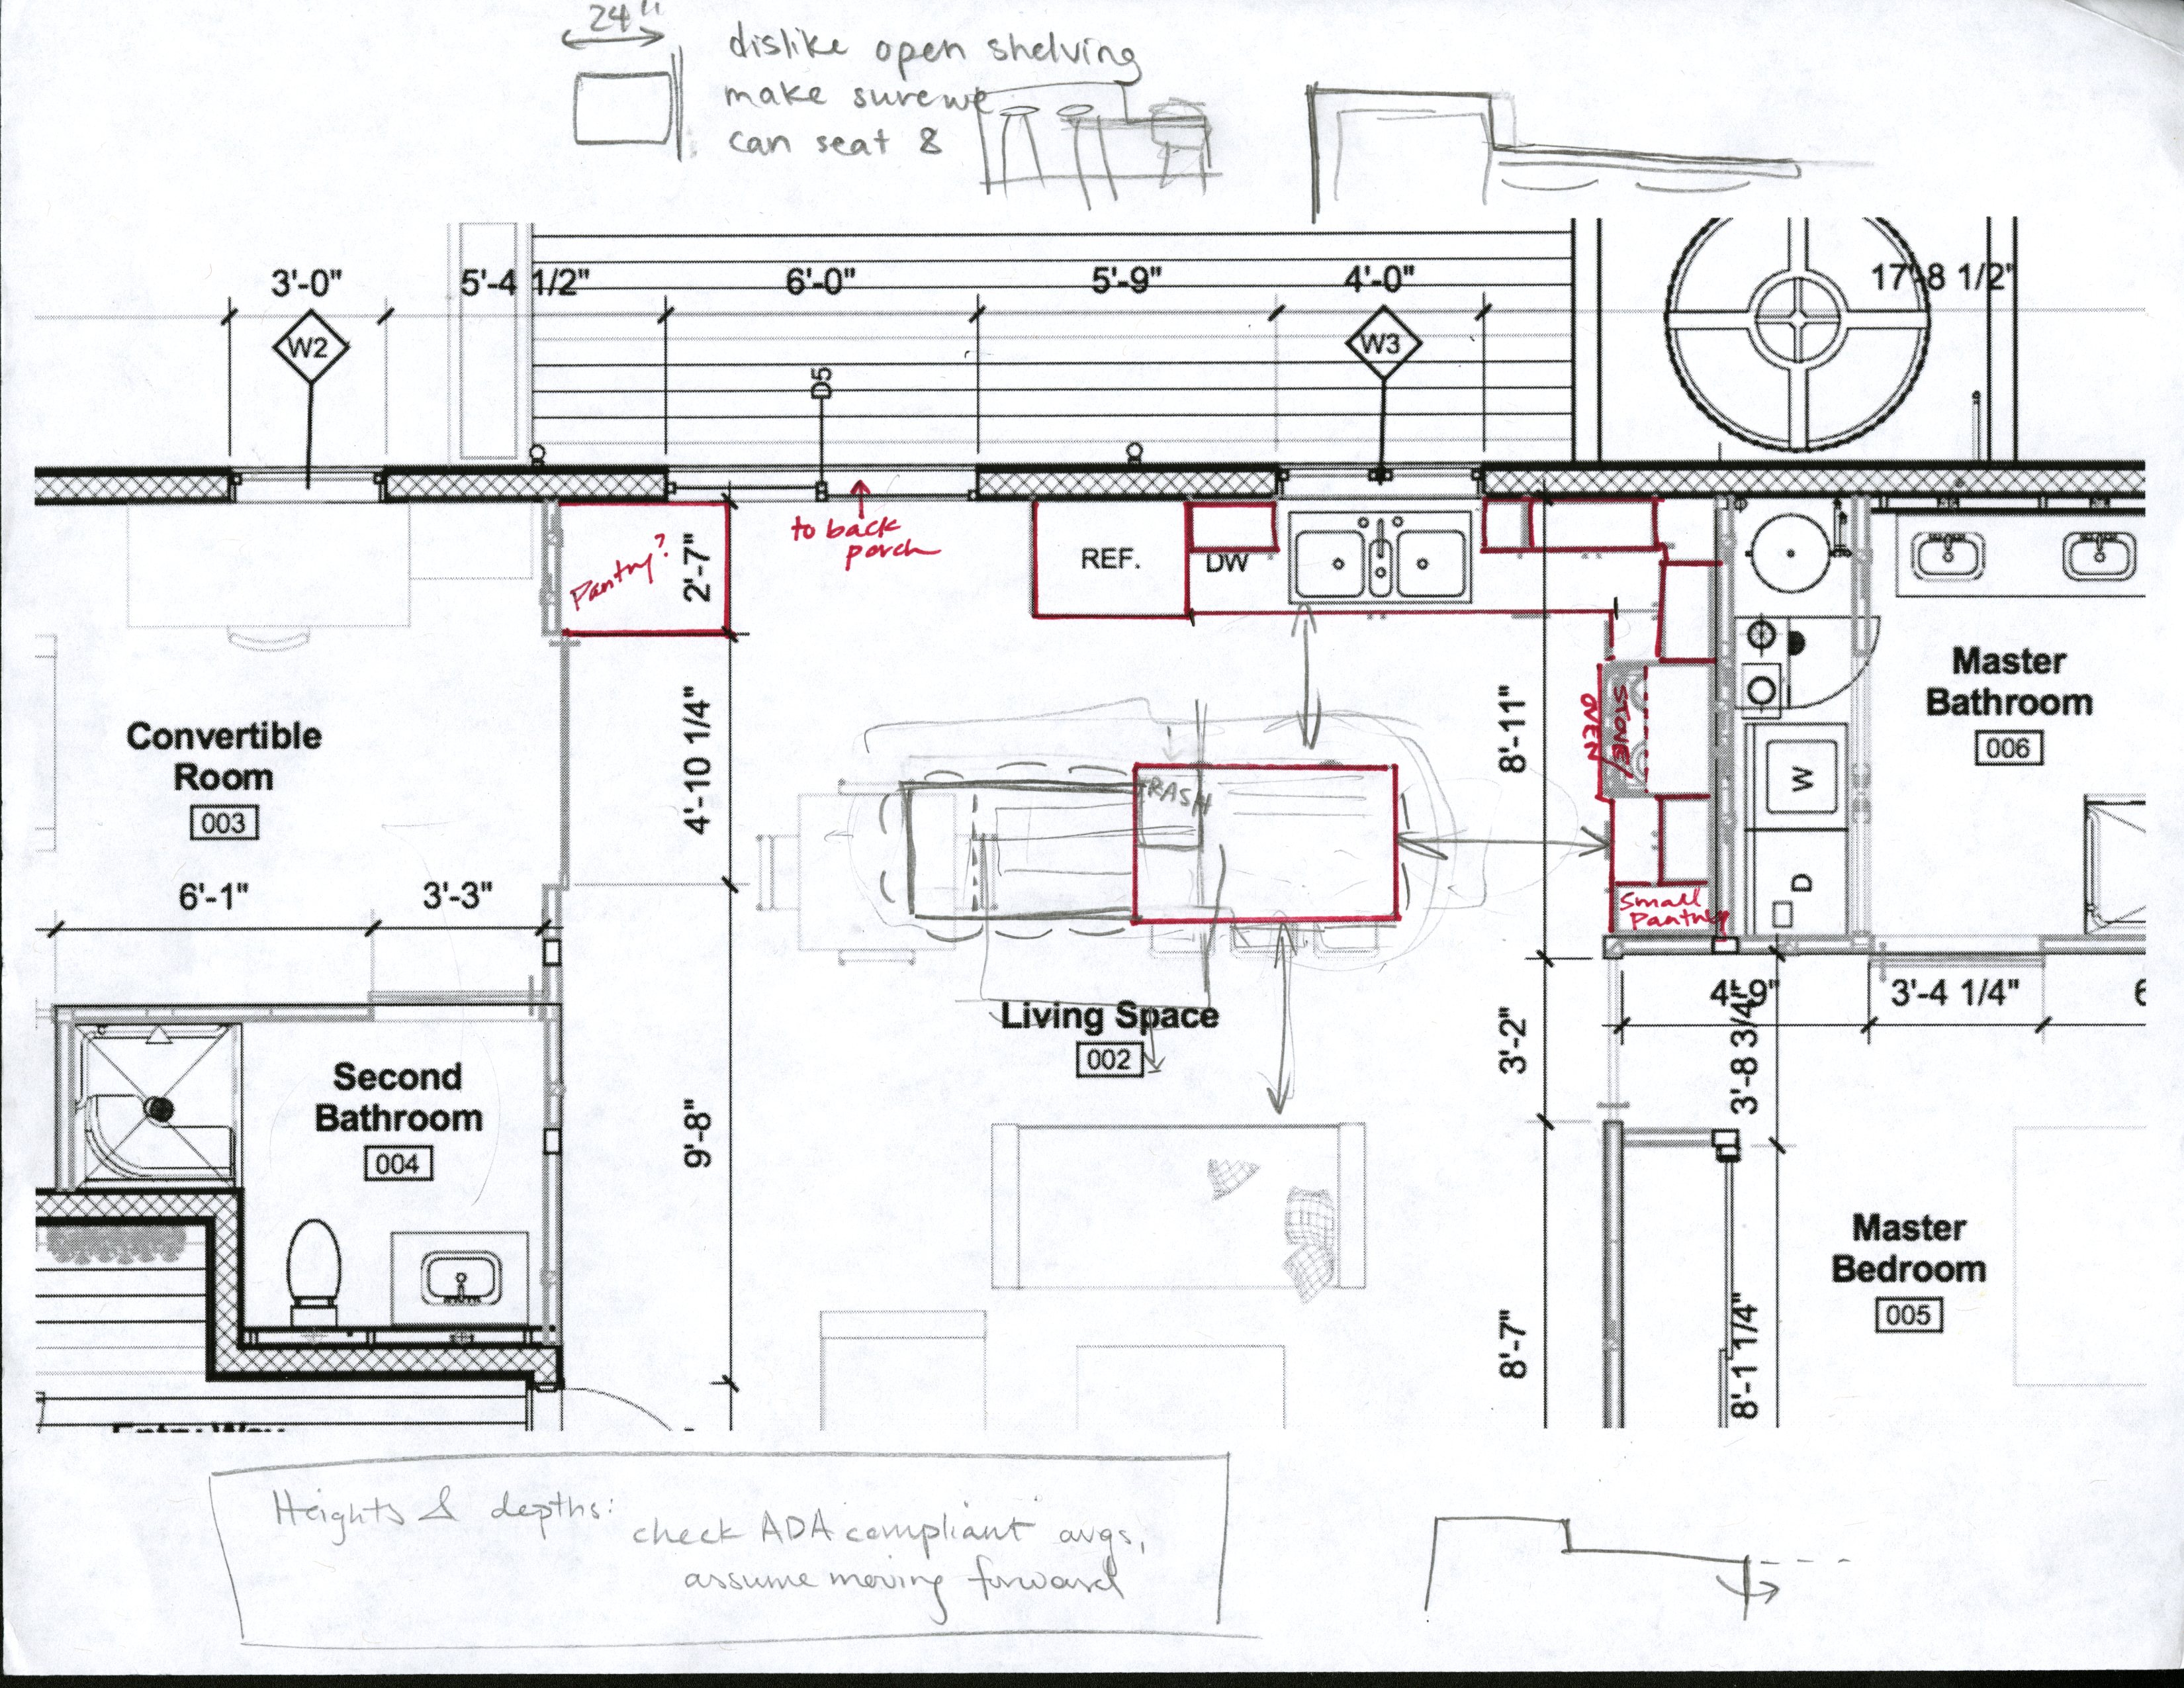 24"
dislike open shelving
make sure we
can seat 8
3'-0"
5'-4 1/2"
6'-0"
5'-9"
4'-0"
17'-8 1/2"
W2
D5
W3
to back
porch
Pantry?
2'-7"
REF.
DW
STOVE/
OVEN
8'-11"
4'-10 1/4"
TRASH
Convertible
Room
003
6'-1"
3'-3"
Master
Bathroom
006
W
D
Small
Pantry
Living Space
002
4'-9"
3'-4 1/4"
6
3'-2"
3'-8 3/4"
Second
Bathroom
004
9'-8"
Master
Bedroom
005
8'-7"
8'-1 1/4"
Entry Way
Heights & depths:
check ADA compliant avgs,
assume moving forward